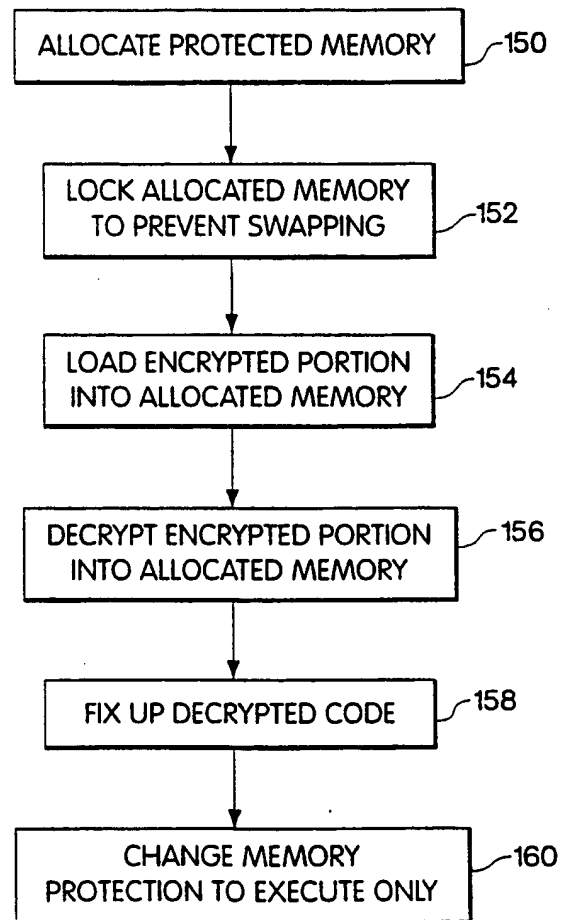 ALLOCATE PROTECTED MEMORY
150
LOCK ALLOCATED MEMORY
TO PREVENT SWAPPING
152
LOAD ENCRYPTED PORTION
INTO ALLOCATED MEMORY
154
DECRYPT ENCRYPTED PORTION
INTO ALLOCATED MEMORY
156
FIX UP DECRYPTED CODE
158
CHANGE MEMORY
PROTECTION TO EXECUTE ONLY
160